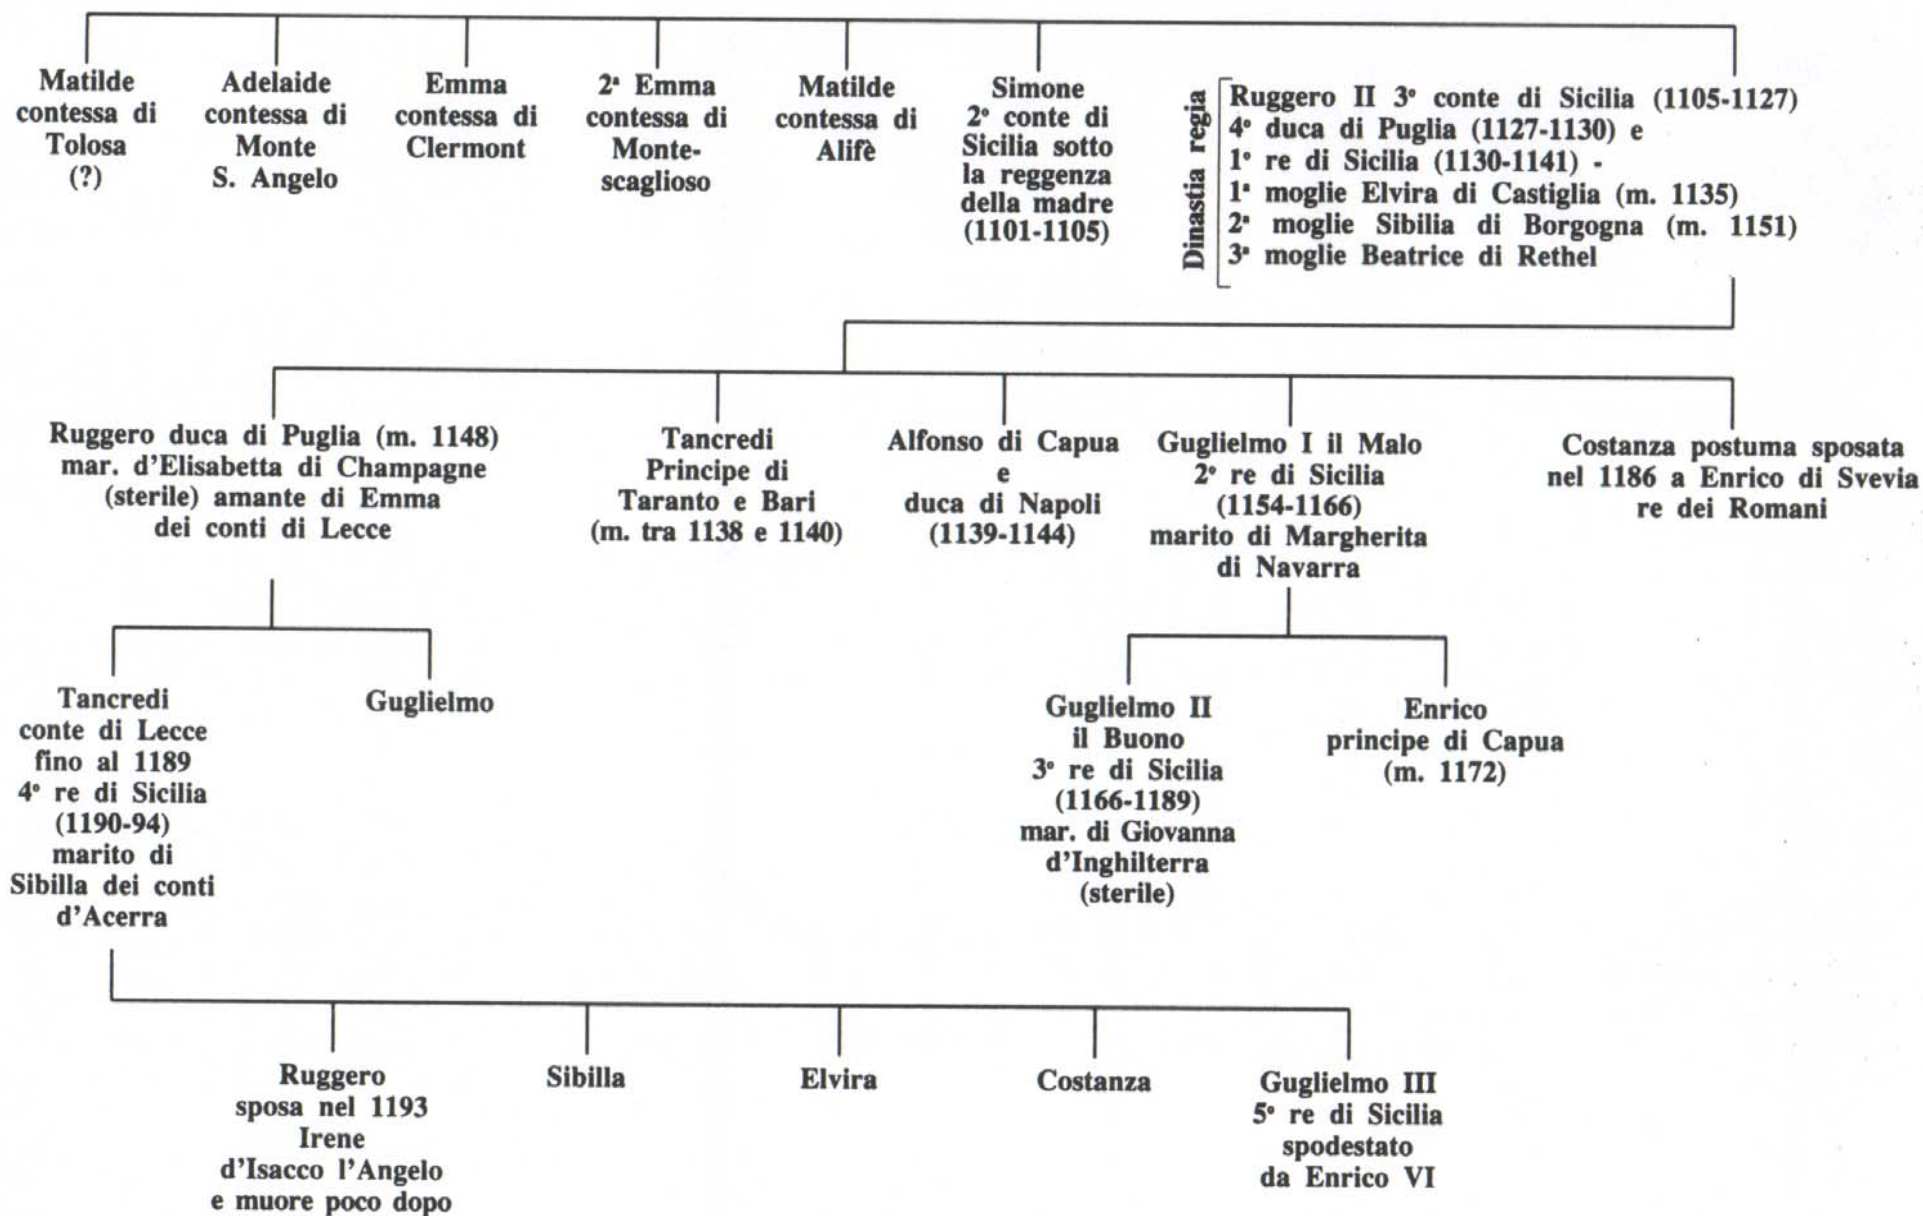 Matilde
contessa di
Tolosa
(?)
Adelaide
contessa di
Monte
S. Angelo
Emma
contessa di
Clermont
2ª Emma
contessa di
Monte-
scaglioso
Matilde
contessa di
Alifè
Simone
2º conte di
Sicilia sotto
la reggenza
della madre
(1101-1105)
Dinastia regia
Ruggero II 3º conte di Sicilia (1105-1127)
4º duca di Puglia (1127-1130) e
1º re di Sicilia (1130-1141) -
1ª moglie Elvira di Castiglia (m. 1135)
2ª moglie Sibilia di Borgogna (m. 1151)
3ª moglie Beatrice di Rethel
Ruggero duca di Puglia (m. 1148)
mar. d'Elisabetta di Champagne
(sterile) amante di Emma
dei conti di Lecce
Tancredi
Principe di
Taranto e Bari
(m. tra 1138 e 1140)
Alfonso di Capua
e
duca di Napoli
(1139-1144)
Guglielmo I il Malo
2º re di Sicilia
(1154-1166)
marito di Margherita
di Navarra
Costanza postuma sposata
nel 1186 a Enrico di Svevia
re dei Romani
Tancredi
conte di Lecce
fino al 1189
4º re di Sicilia
(1190-94)
marito di
Sibilla dei conti
d'Acerra
Guglielmo
Guglielmo II
il Buono
3º re di Sicilia
(1166-1189)
mar. di Giovanna
d'Inghilterra
(sterile)
Enrico
principe di Capua
(m. 1172)
Ruggero
sposa nel 1193
Irene
d'Isacco l'Angelo
e muore poco dopo
Sibilla
Elvira
Costanza
Guglielmo III
5º re di Sicilia
spodestato
da Enrico VI